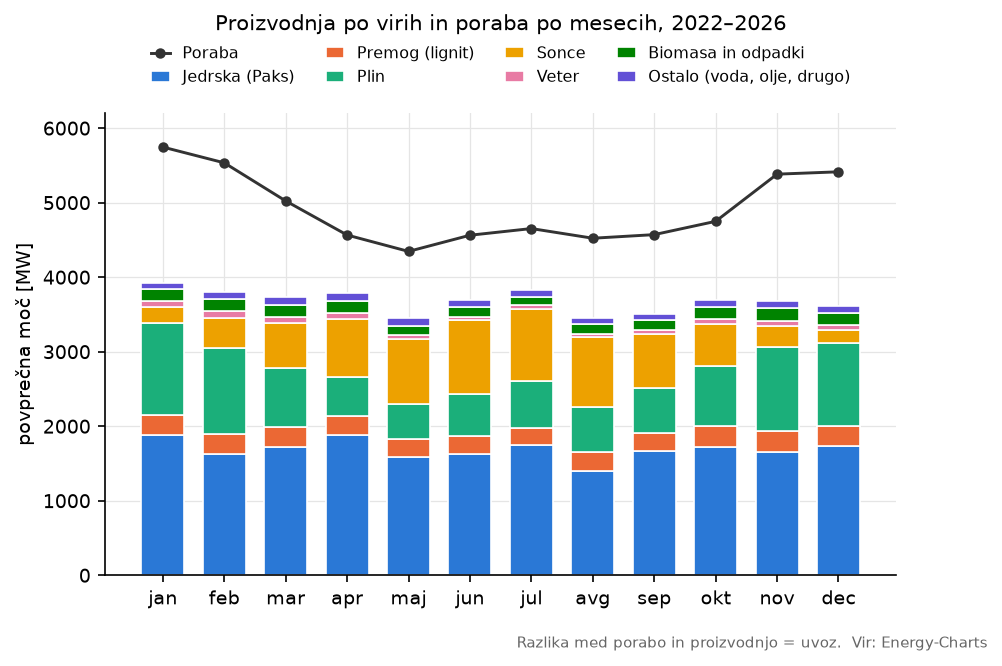 Proizvodnja po virih in poraba po mesecih, 2022–2026
Poraba
Premog (lignit)
Sonce
Biomasa in odpadki
Jedrska (Paks)
Plin
Veter
Ostalo (voda, olje, drugo)
povprečna moč [MW]
6000
5000
4000
3000
2000
1000
0
jan feb mar apr maj jun jul avg sep okt nov dec
Razlika med porabo in proizvodnjo = uvoz. Vir: Energy-Charts